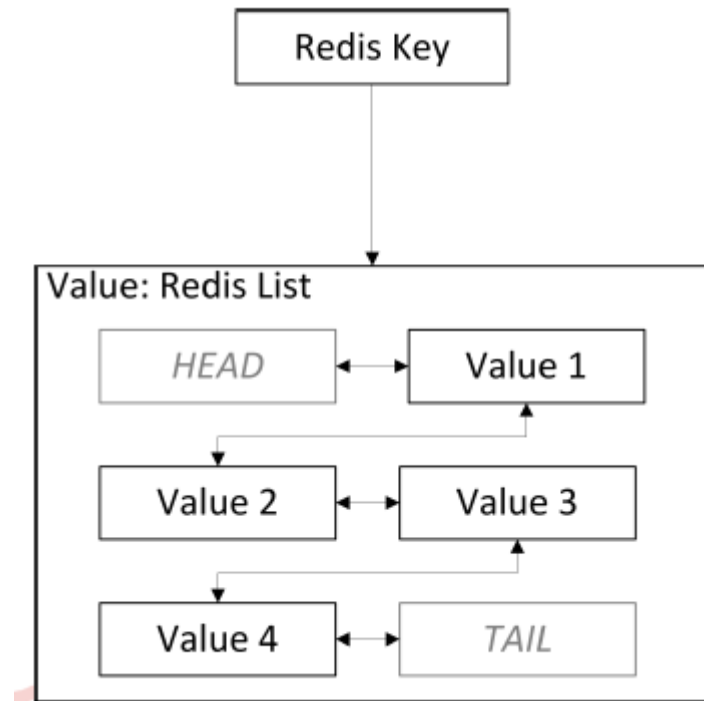 Redis Key
Value: Redis List
HEAD
Value 1
Value 2
Value 3
Value 4
TAIL